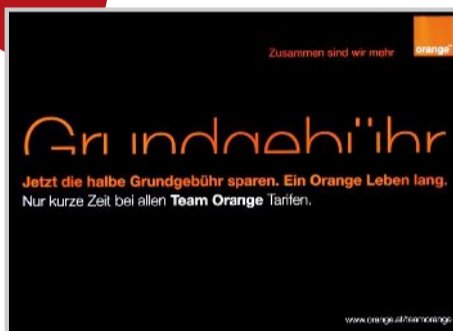 Zusammen sind wir mehr
orange™
Grundgebühr
Jetzt die halbe Grundgebühr sparen. Ein Orange Leben lang.
Nur kurze Zeit bei allen Team Orange Tarifen.
www.orange.at/teamorange